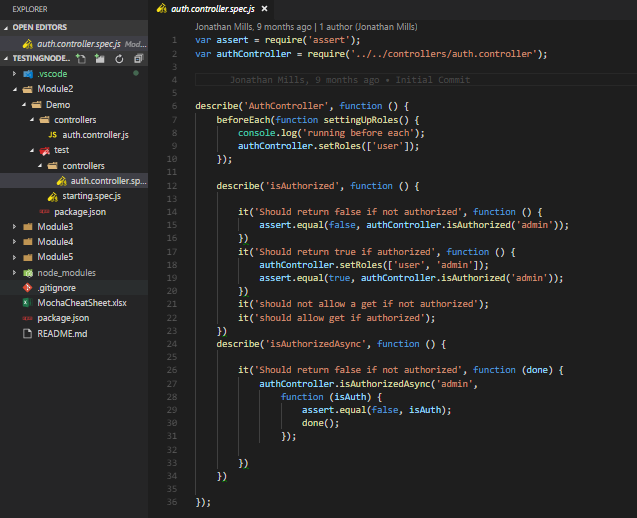 EXPLORER
OPEN EDITORS
auth.controller.spec.js Mod...
TESTINGNODE...
.vscode
Module2
Demo
controllers
JS auth.controller.js
test
controllers
auth.controller.sp...
starting.spec.js
package.json
Module3
Module4
Module5
node_modules
.gitignore
MochaCheatSheet.xlsx
package.json
README.md
auth.controller.spec.js ×
Jonathan Mills, 9 months ago | 1 author (Jonathan Mills)
1 var assert = require('assert');
2 var authController = require('../../controllers/auth.controller');
3
4 Jonathan Mills, 9 months ago • Initial Commit
5
6 describe('AuthController', function () {
7 beforeEach(function settingUpRoles() {
8 console.log('running before each');
9 authController.setRoles(['user']);
10 });
11
12 describe('isAuthorized', function () {
13
14 it('Should return false if not authorized', function () {
15 assert.equal(false, authController.isAuthorized('admin'));
16 })
17 it('Should return true if authorized', function () {
18 authController.setRoles(['user', 'admin']);
19 assert.equal(true, authController.isAuthorized('admin'));
20 })
21 it('should not allow a get if not authorized');
22 it('should allow get if authorized');
23 })
24 describe('isAuthorizedAsync', function () {
25
26 it('Should return false if not authorized', function (done) {
27 authController.isAuthorizedAsync('admin',
28 function (isAuth) {
29 assert.equal(false, isAuth);
30 done();
31 });
32
33 })
34 })
35
36 });